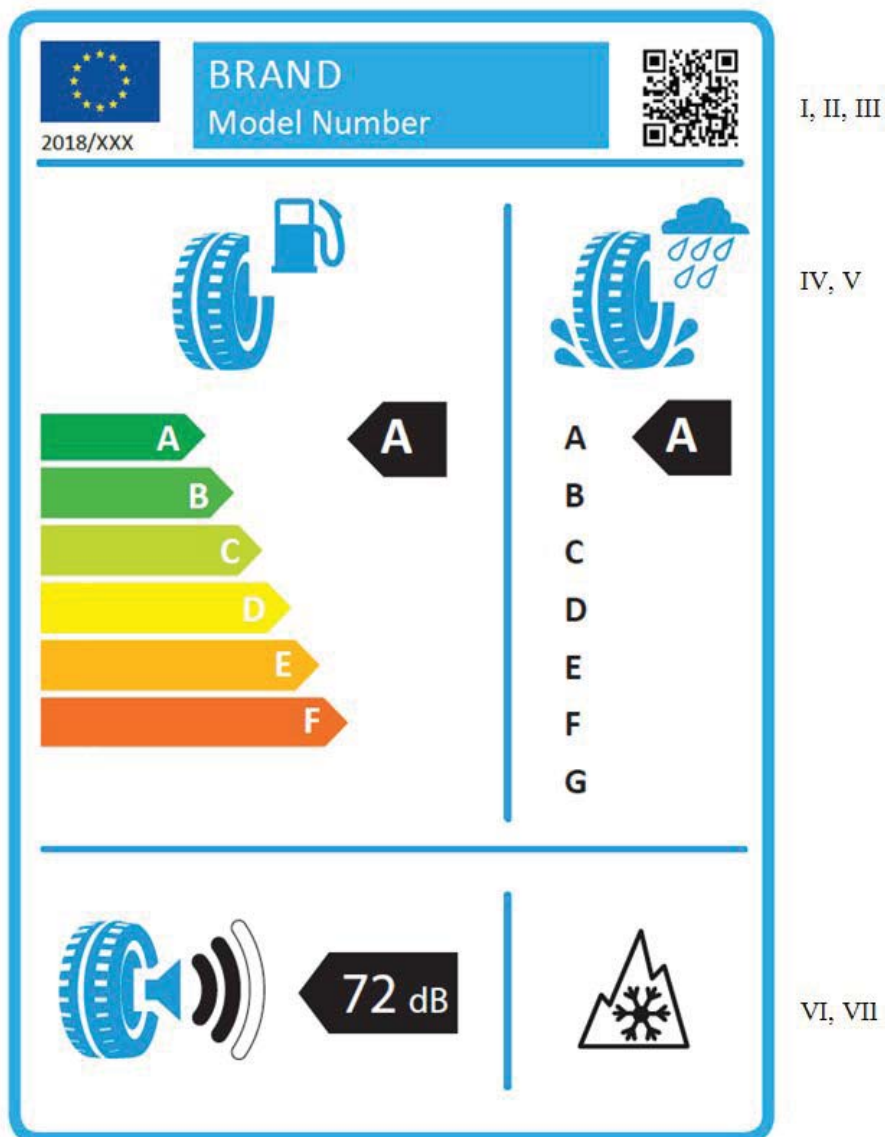 BRAND
Model Number
2018/XXX
I, II, III
IV, V
A
B
C
D
E
F
A
A
B
C
D
E
F
G
A
72 dB
VI, VII